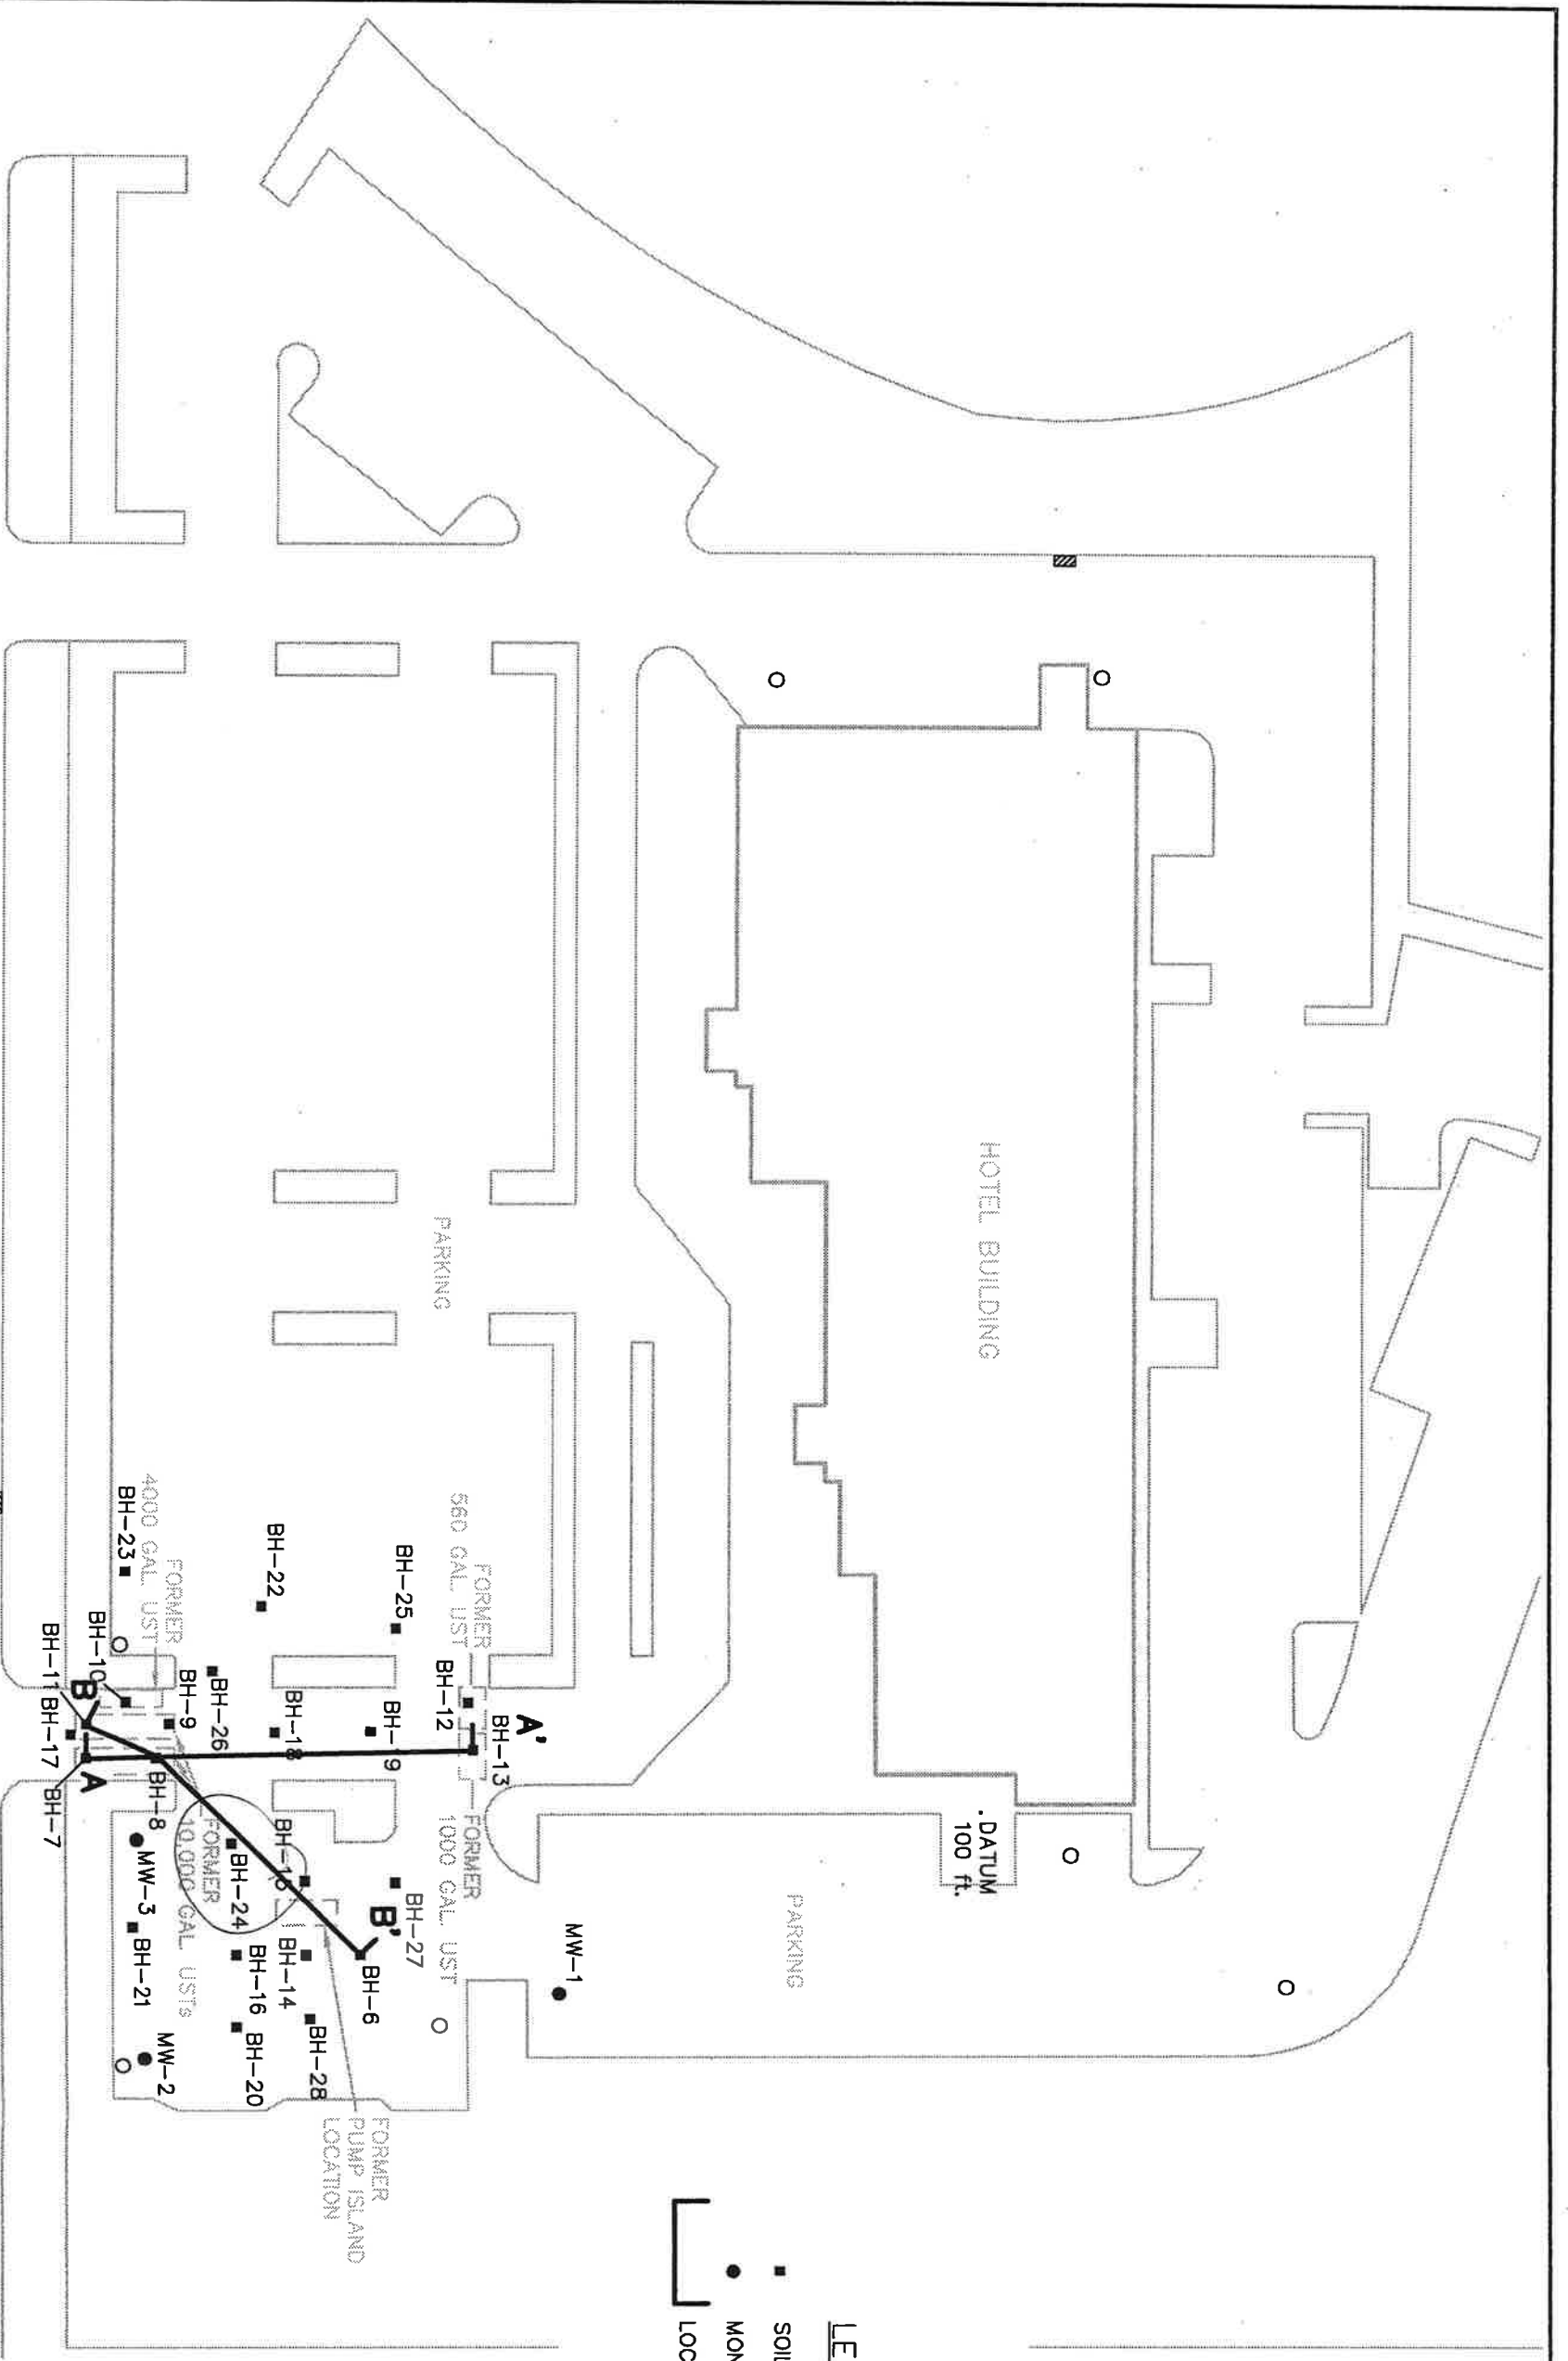 HOTEL BUILDING
.DATUM
100 ft.
PARKING
PARKING
MW-1
FORMER
560 GAL. UST
BH-12
A'
BH-13
FORMER
1000 GAL. UST
BH-25
BH-19
BH-27
B'
BH-6
BH-22
BH-18
BH-14
BH-28
BH-26
BH-24
BH-16
BH-20
FORMER
PUMP ISLAND
LOCATION
FORMER
4000 GAL. UST
BH-9
FORMER
10,000 GAL. USTs
BH-23
BH-10
BH-8
MW-3
BH-21
MW-2
BH-11
B
BH-17
A
BH-7
LE
SOIL
MON
LOC